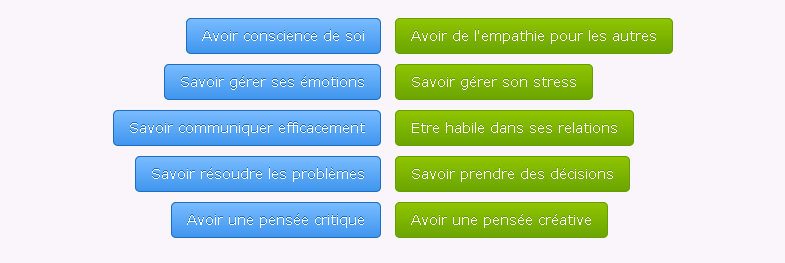 Avoir conscience de soi
Avoir de l'empathie pour les autres
Savoir gérer ses émotions
Savoir gérer son stress
Savoir communiquer efficacement
Etre habile dans ses relations
Savoir résoudre les problèmes
Savoir prendre des décisions
Avoir une pensée critique
Avoir une pensée créative